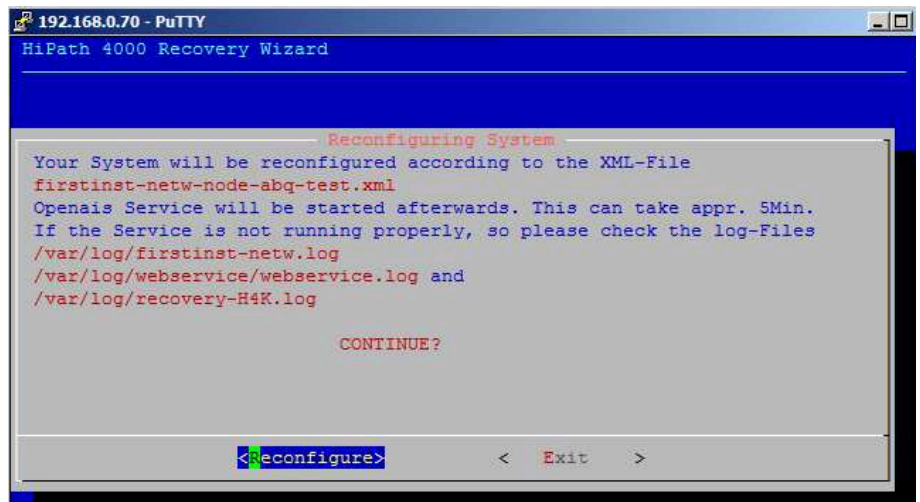 192.168.0.70 - PuTTY
HiPath 4000 Recovery Wizard
Reconfiguring System
Your System will be reconfigured according to the XML-File
firstinst-netw-node-abq-test.xml
Openais Service will be started afterwards. This can take appr. 5Min.
If the Service is not running properly, so please check the log-Files
/var/log/firstinst-netw.log
/var/log/webservice/webservice.log and
/var/log/recovery-H4K.log
CONTINUE?
<Reconfigure> < Exit >